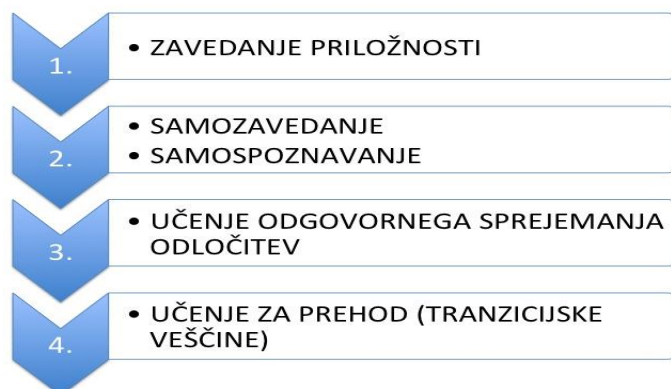 1.
• ZAVEDANJE PRILOŽNOSTI
2.
• SAMOZAVEDANJE
• SAMOSPOZNAVANJE
3.
• UČENJE ODGOVORNEGA SPREJEMANJA
ODLOČITEV
4.
• UČENJE ZA PREHOD (TRANZICIJSKE
VEŠČINE)